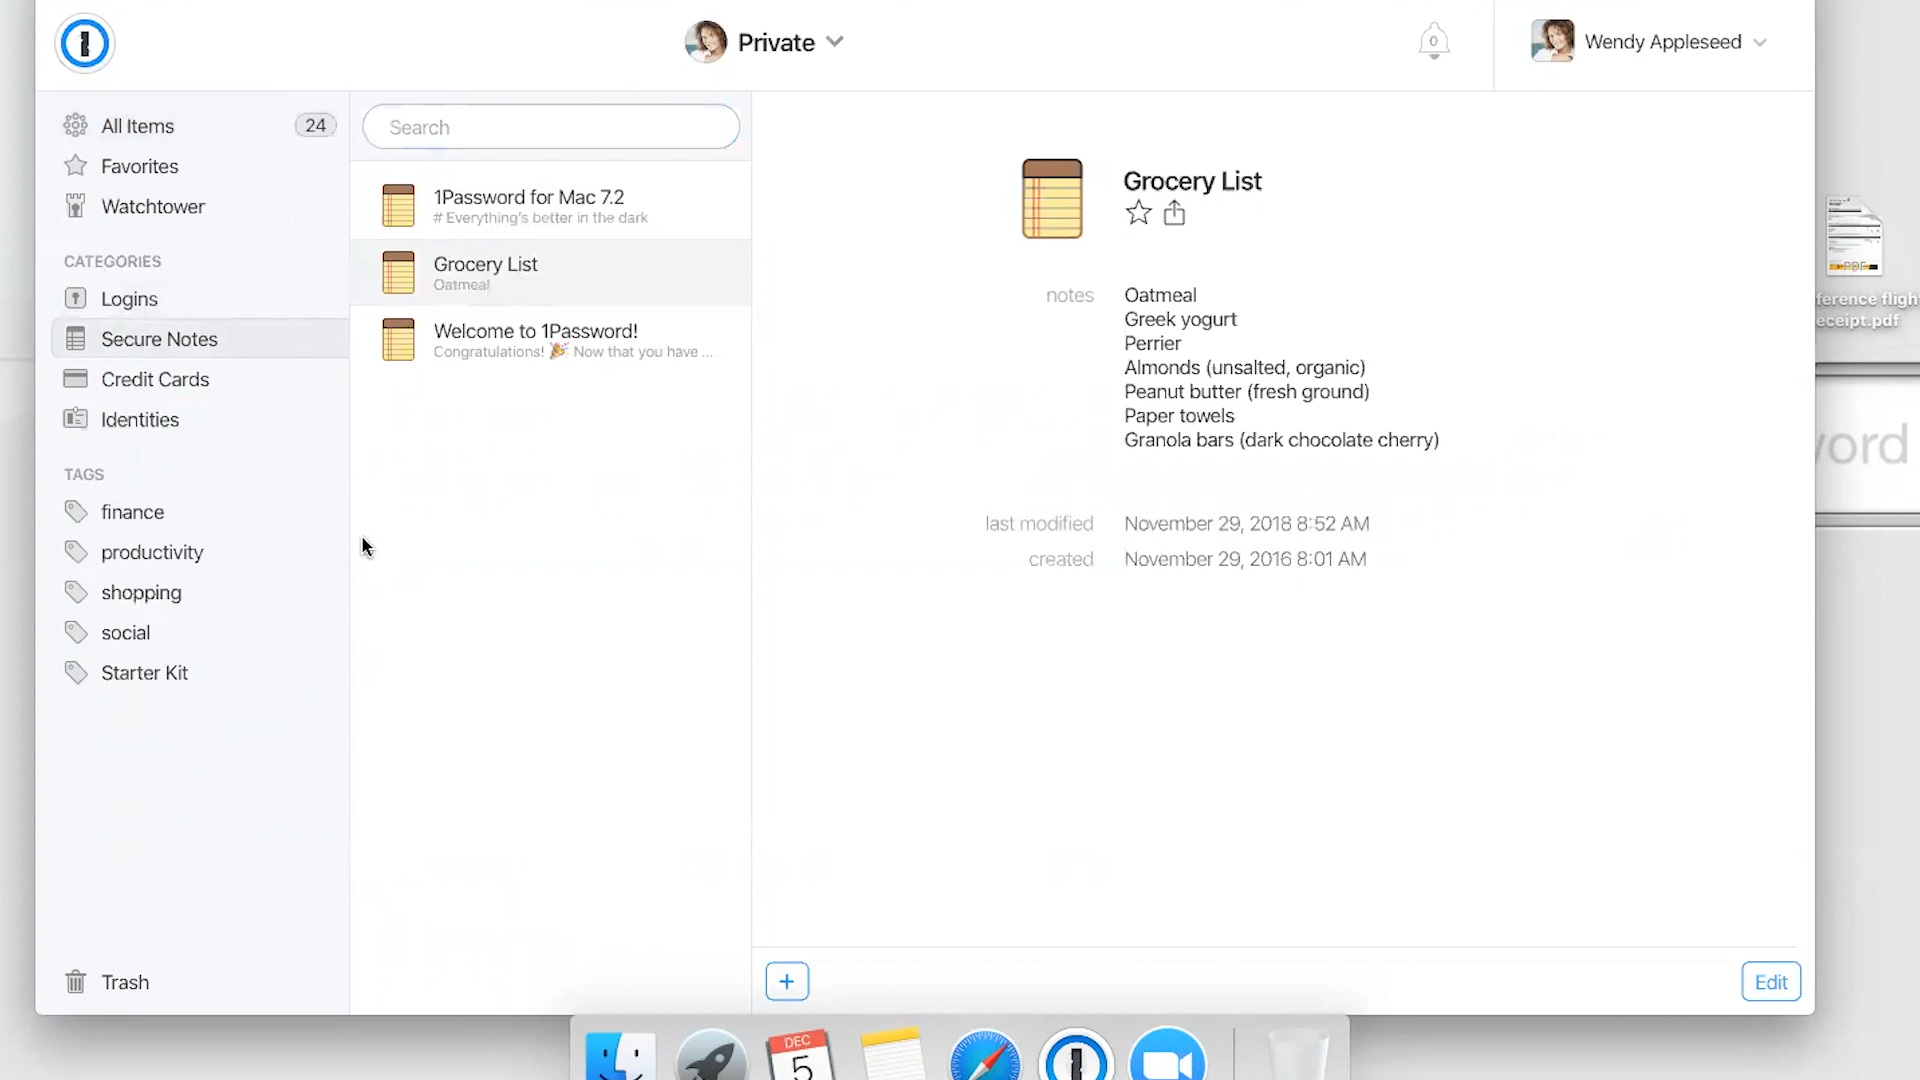 Private
0
Wendy Appleseed
All Items
24
Favorites
Watchtower
CATEGORIES
Logins
Secure Notes
Credit Cards
Identities
TAGS
finance
productivity
shopping
social
Starter Kit
Trash
Search
1Password for Mac 7.2
# Everything's better in the dark
Grocery List
Oatmeal
Welcome to 1Password!
Congratulations! 🎉 Now that you have ...
Grocery List
notes
Oatmeal
Greek yogurt
Perrier
Almonds (unsalted, organic)
Peanut butter (fresh ground)
Paper towels
Granola bars (dark chocolate cherry)
last modified
November 29, 2018 8:52 AM
created
November 29, 2016 8:01 AM
+
Edit
PDF
ference flight
eceipt.pdf
word
DEC
5